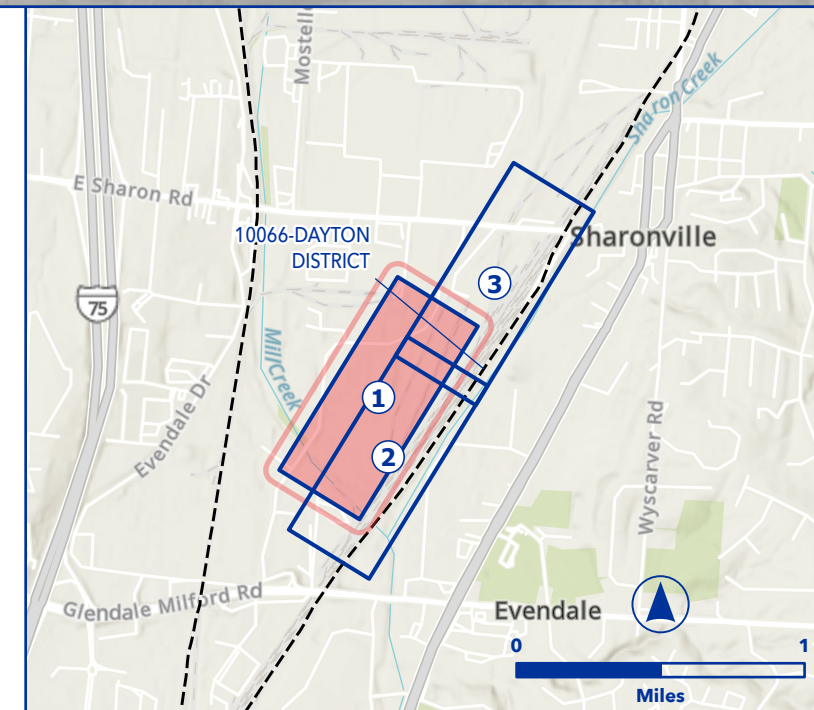 Mostell
Sharon Creek
E Sharon Rd
10066-DAYTON
DISTRICT
Sharonville
3
75
Mill Creek
1
Evendale Dr
2
Wyscarver Rd
Glendale Milford Rd
Evendale
0 1
Miles